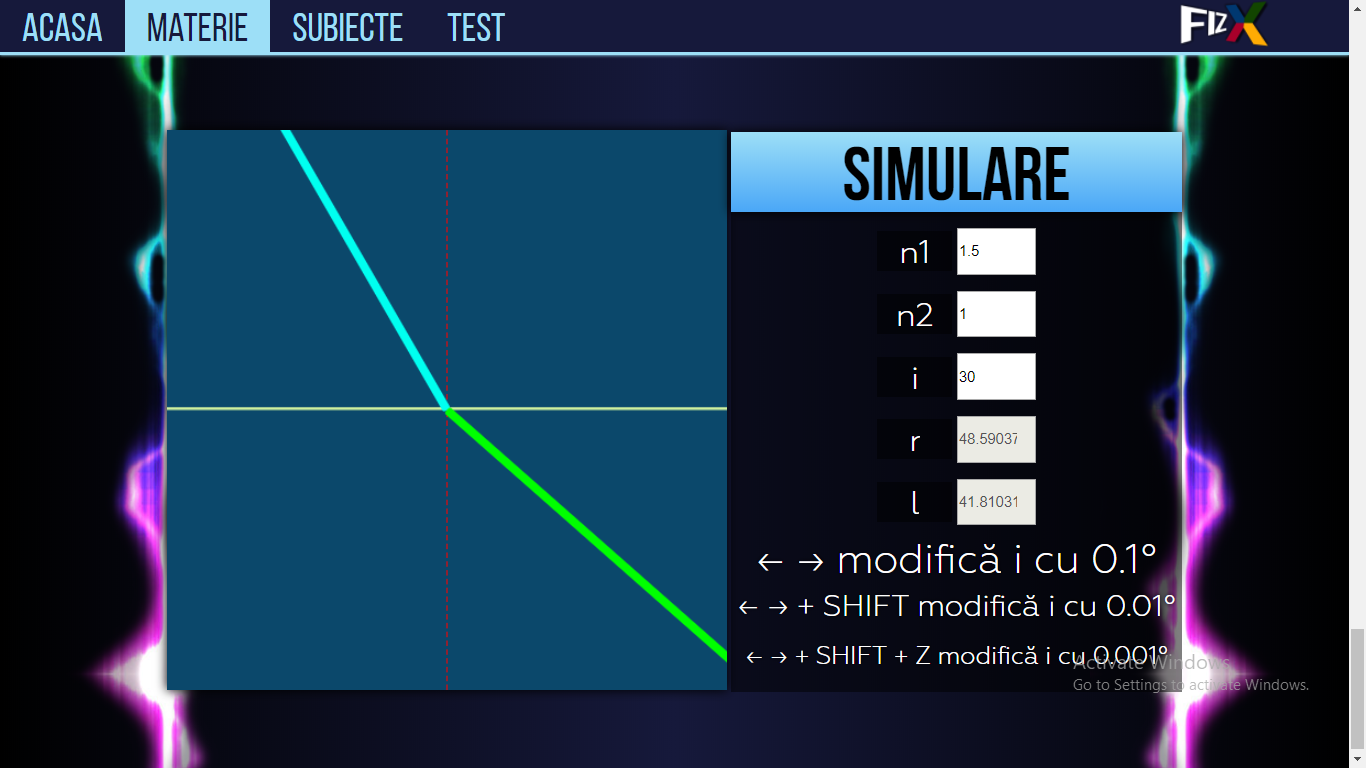 ACASA MATERIE SUBIECTE TEST FIZX
SIMULARE
n1 1.5
n2 1
i 30
r 48.59037
l 41.81031
← → modifică i cu 0.1°
← → + SHIFT modifică i cu 0.01°
← → + SHIFT + Z modifică i cu 0.001°
Activate Windows
Go to Settings to activate Windows.